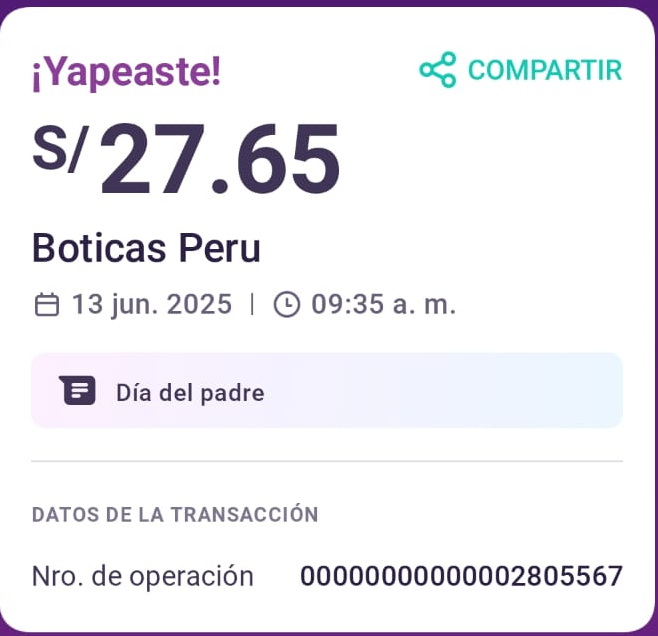 ¡Yapeaste!
COMPARTIR
S/27.65
Boticas Peru
13 jun. 2025 | 09:35 a. m.
Día del padre
DATOS DE LA TRANSACCIÓN
Nro. de operación 00000000000002805567